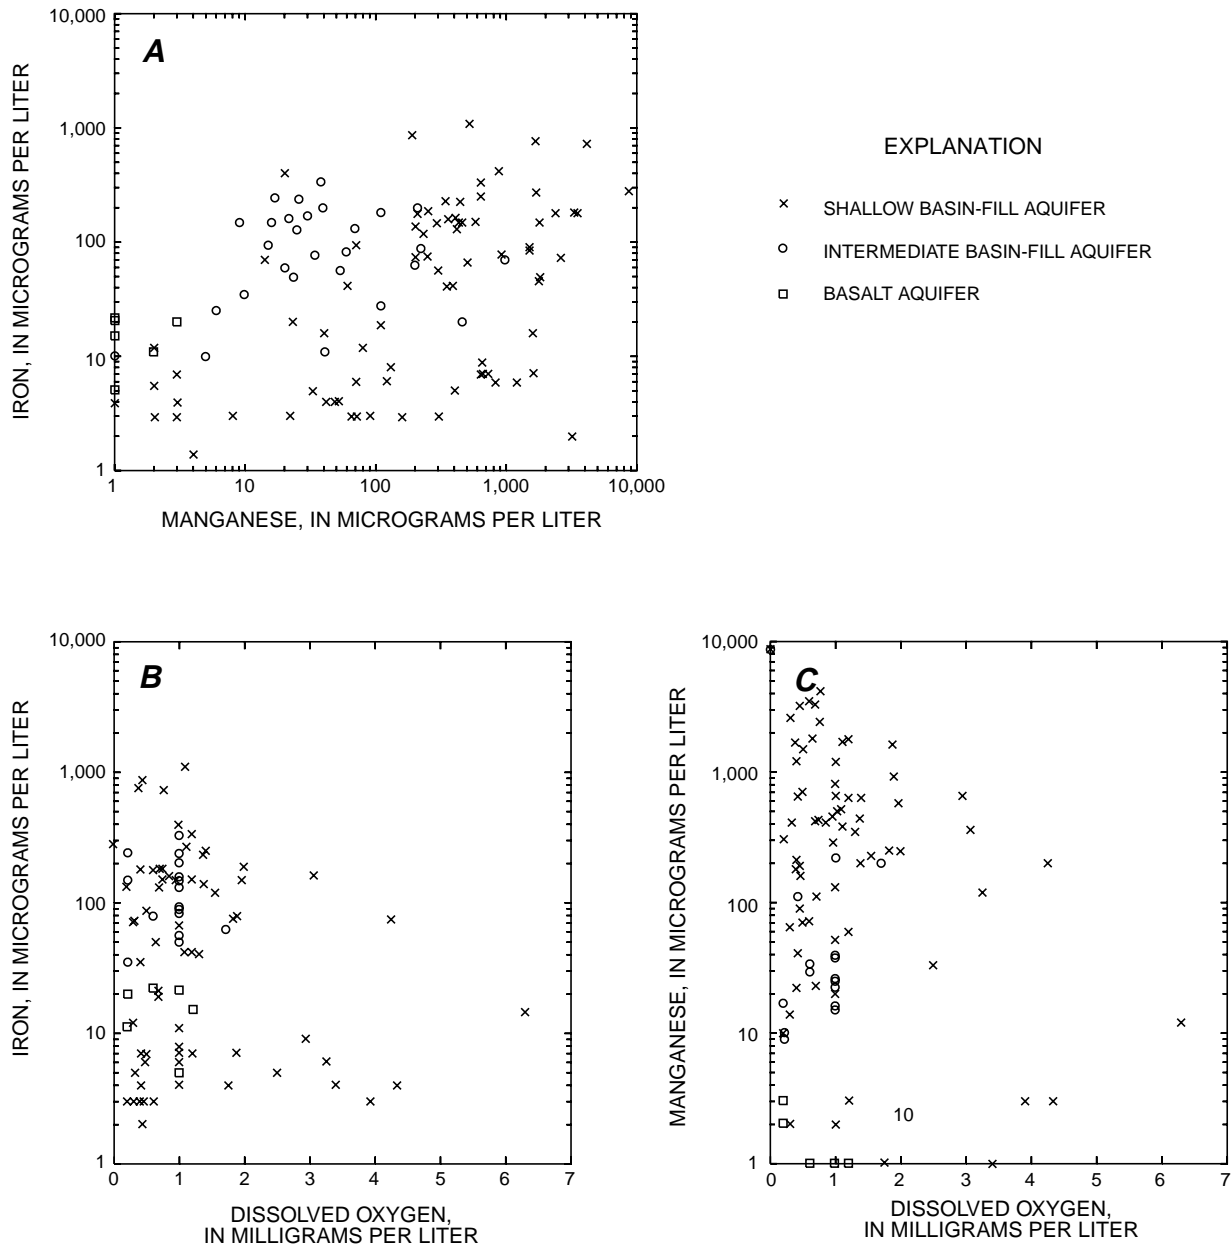 A
10,000
1,000
100
10
1
IRON, IN MICROGRAMS PER LITER
1 10 100 1,000 10,000
MANGANESE, IN MICROGRAMS PER LITER
EXPLANATION
SHALLOW BASIN-FILL AQUIFER
INTERMEDIATE BASIN-FILL AQUIFER
BASALT AQUIFER
B
10,000
1,000
100
10
1
IRON, IN MICROGRAMS PER LITER
0 1 2 3 4 5 6 7
DISSOLVED OXYGEN,
IN MILLIGRAMS PER LITER
C
10,000
1,000
100
10
1
MANGANESE, IN MICROGRAMS PER LITER
10
0 1 2 3 4 5 6 7
DISSOLVED OXYGEN,
IN MILLIGRAMS PER LITER